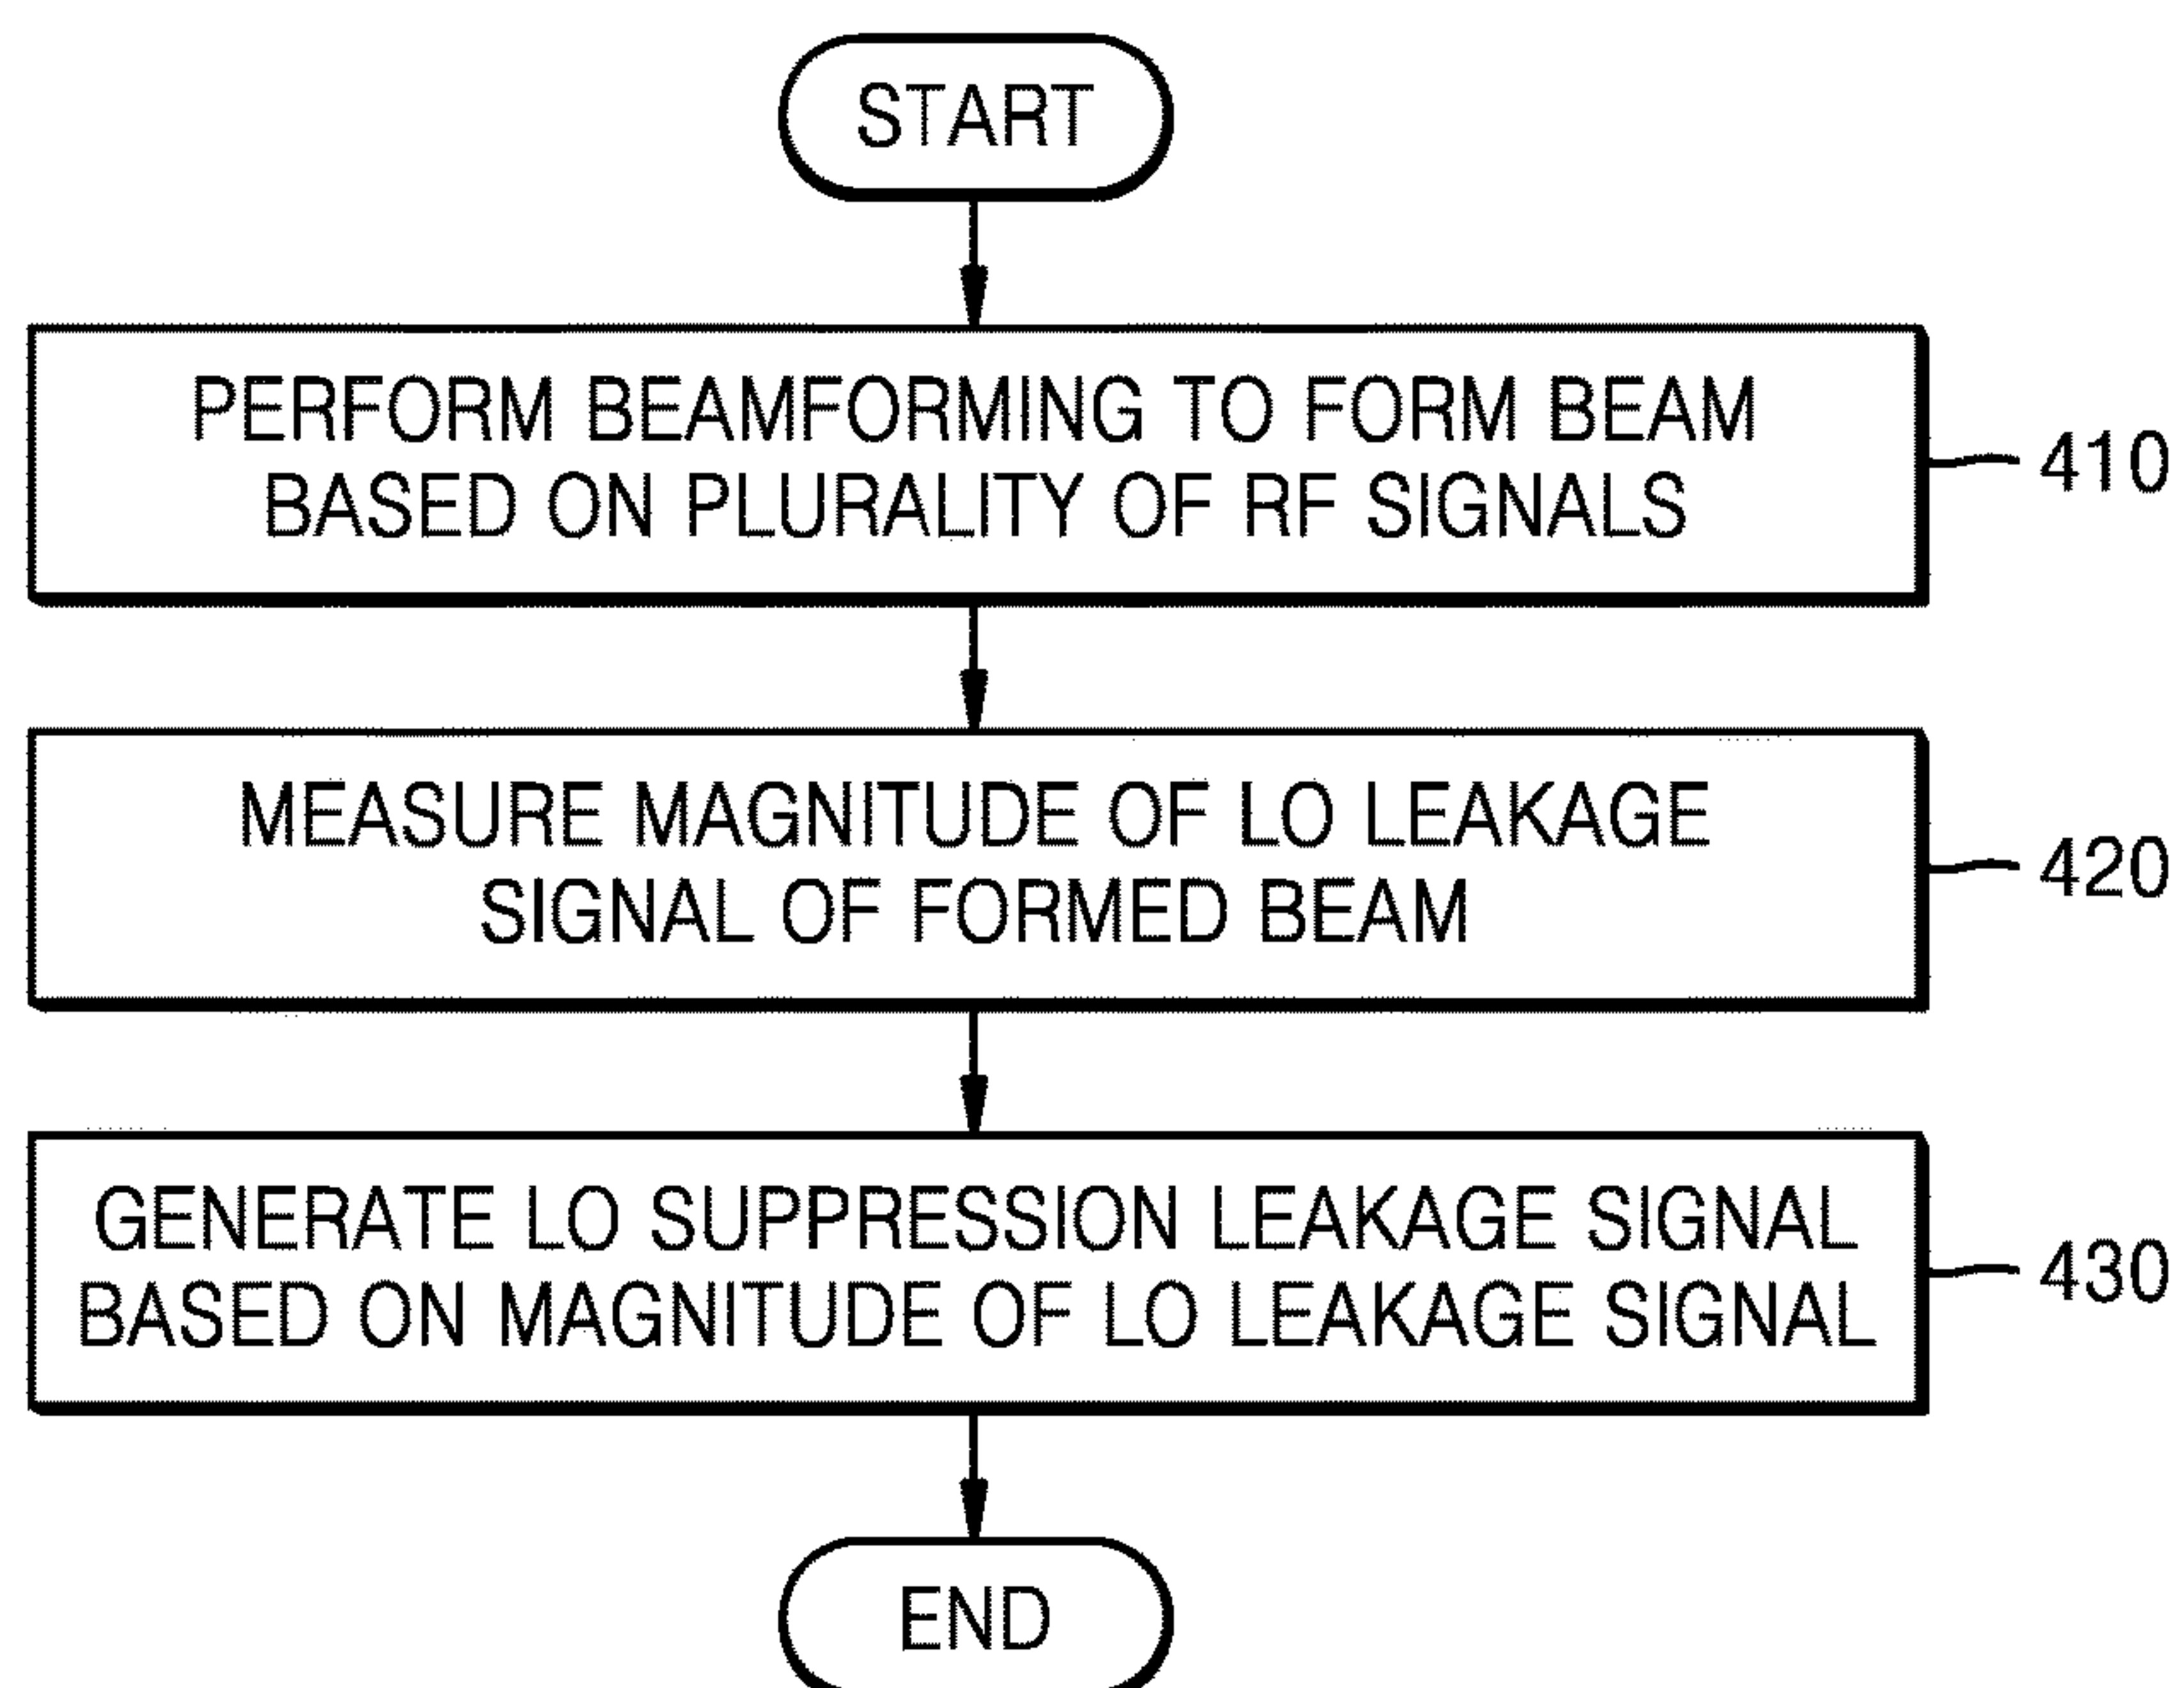 START
PERFORM BEAMFORMING TO FORM BEAM
BASED ON PLURALITY OF RF SIGNALS
410
MEASURE MAGNITUDE OF LO LEAKAGE
SIGNAL OF FORMED BEAM
420
GENERATE LO SUPPRESSION LEAKAGE SIGNAL
BASED ON MAGNITUDE OF LO LEAKAGE SIGNAL
430
END